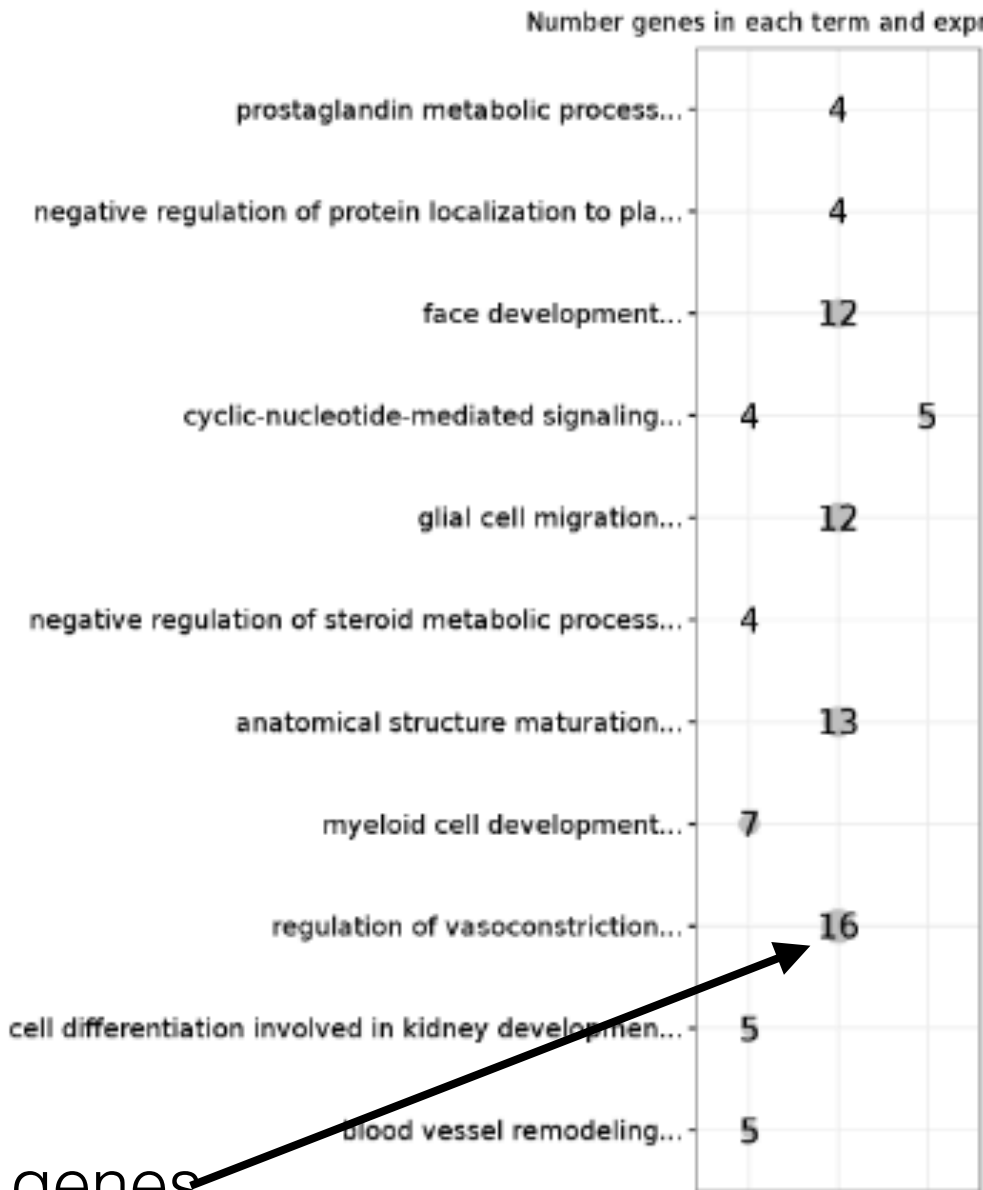 Number genes in each term and expr
prostaglandin metabolic process... 4
negative regulation of protein localization to pla... 4
face development... 12
cyclic-nucleotide-mediated signaling... 4 5
glial cell migration... 12
negative regulation of steroid metabolic process... 4
anatomical structure maturation... 13
myeloid cell development... 7
regulation of vasoconstriction... 16
cell differentiation involved in kidney developmen... 5
blood vessel remodeling... 5
genes